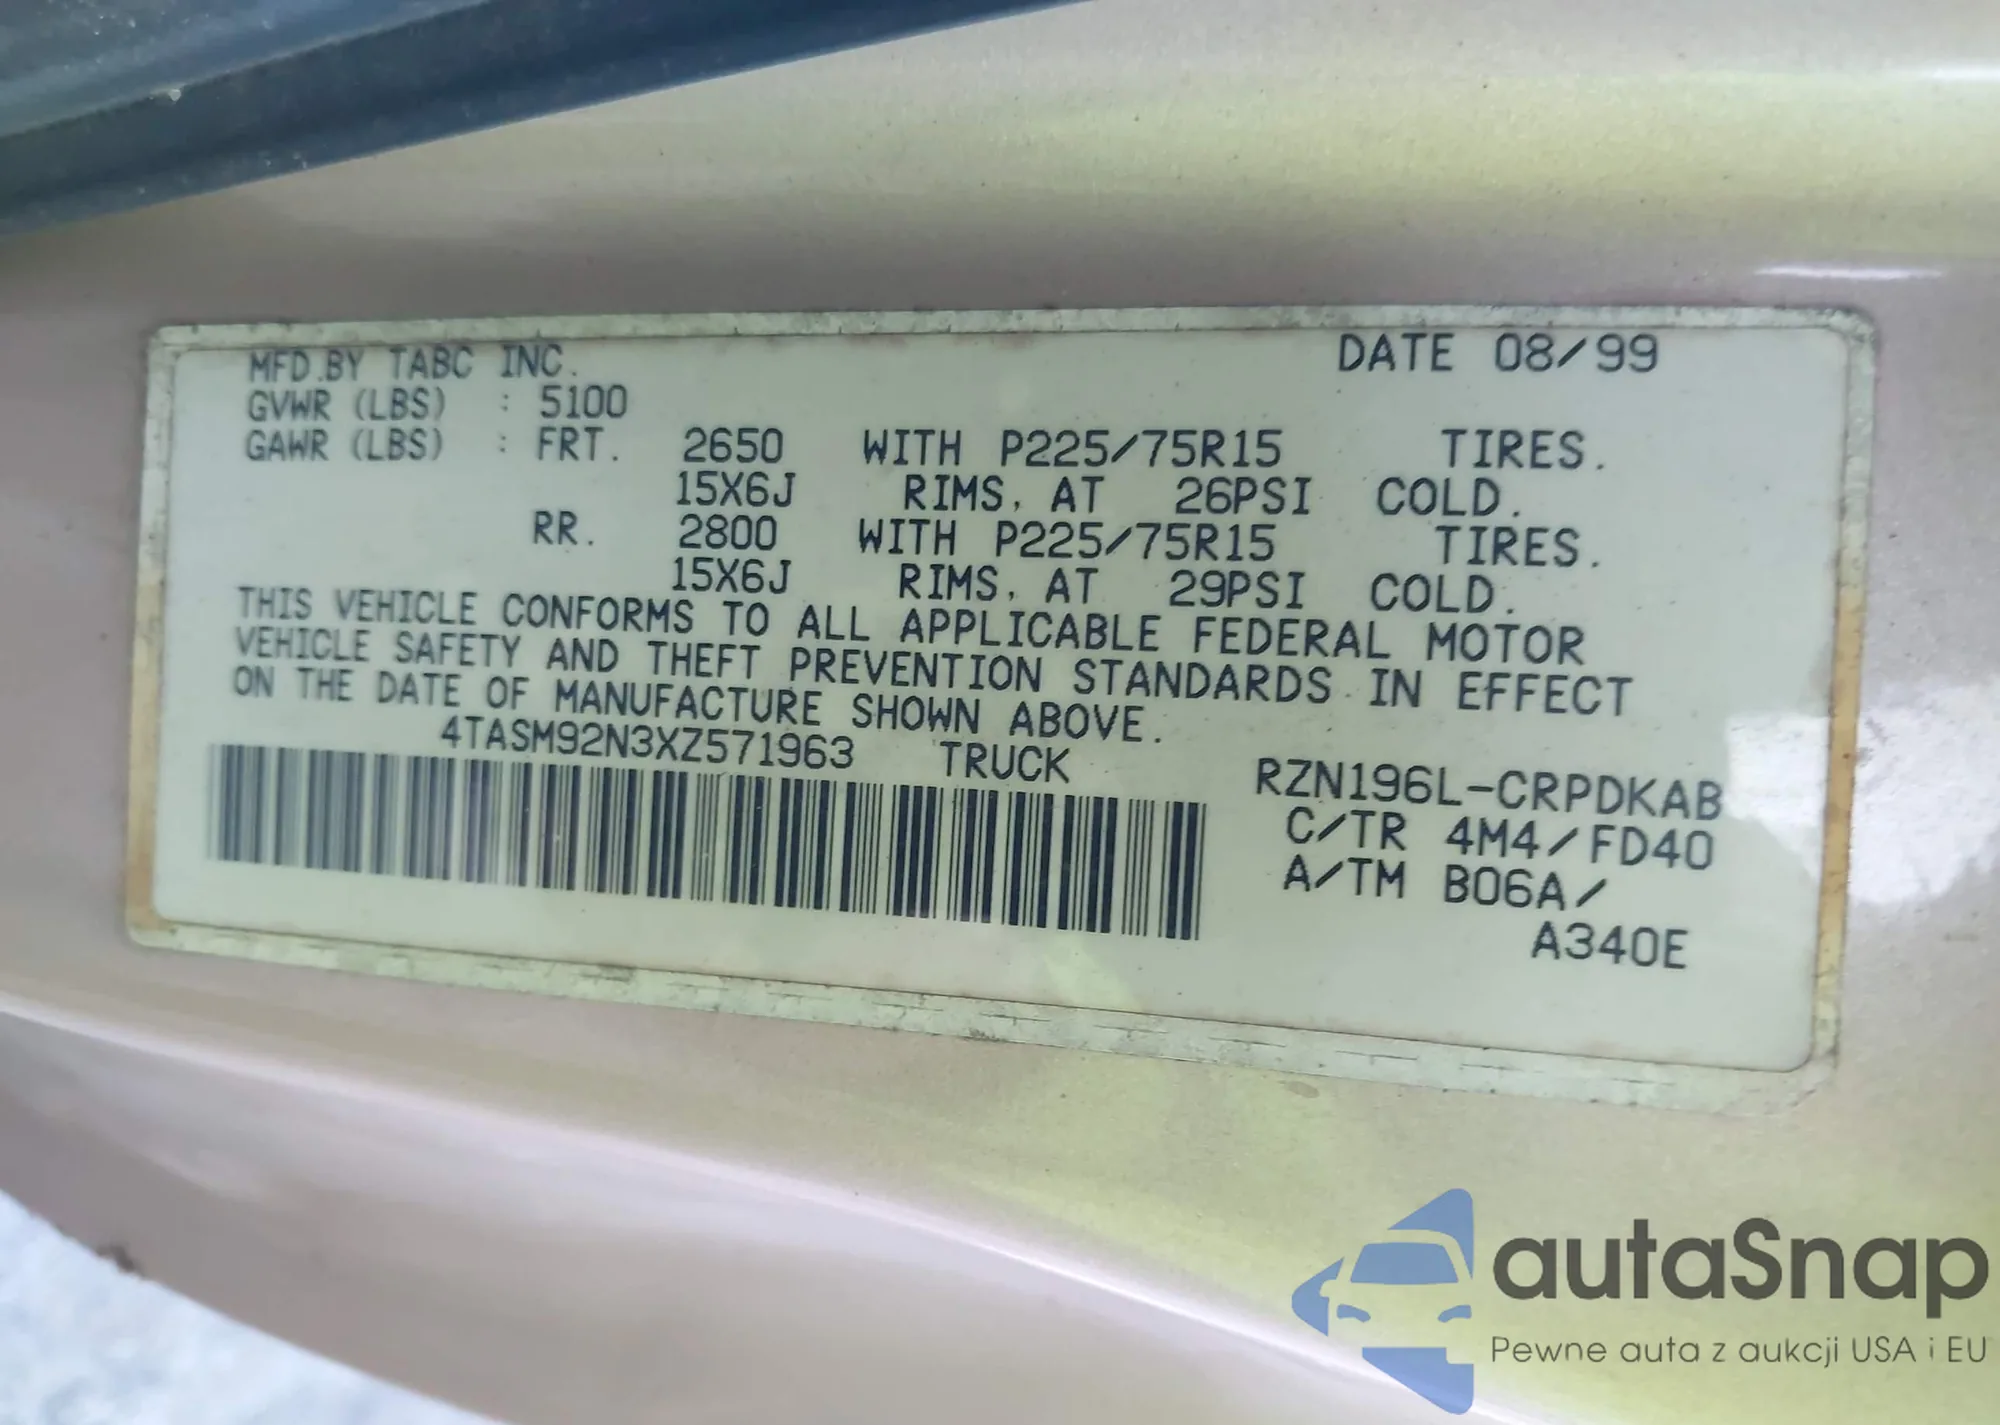 MFD.BY TABC INC. DATE 08/99
GVWR (LBS) : 5100
GAWR (LBS) : FRT. 2650 WITH P225/75R15 TIRES.
15X6J RIMS, AT 26PSI COLD.
RR. 2800 WITH P225/75R15 TIRES.
15X6J RIMS, AT 29PSI COLD.
THIS VEHICLE CONFORMS TO ALL APPLICABLE FEDERAL MOTOR
VEHICLE SAFETY AND THEFT PREVENTION STANDARDS IN EFFECT
ON THE DATE OF MANUFACTURE SHOWN ABOVE.
4TASM92N3XZ571963 TRUCK
RZN196L-CRPDKAB
C/TR 4M4/FD40
A/TM B06A/
A340E
autaSnap
Pewne auta z aukcji USA i EU